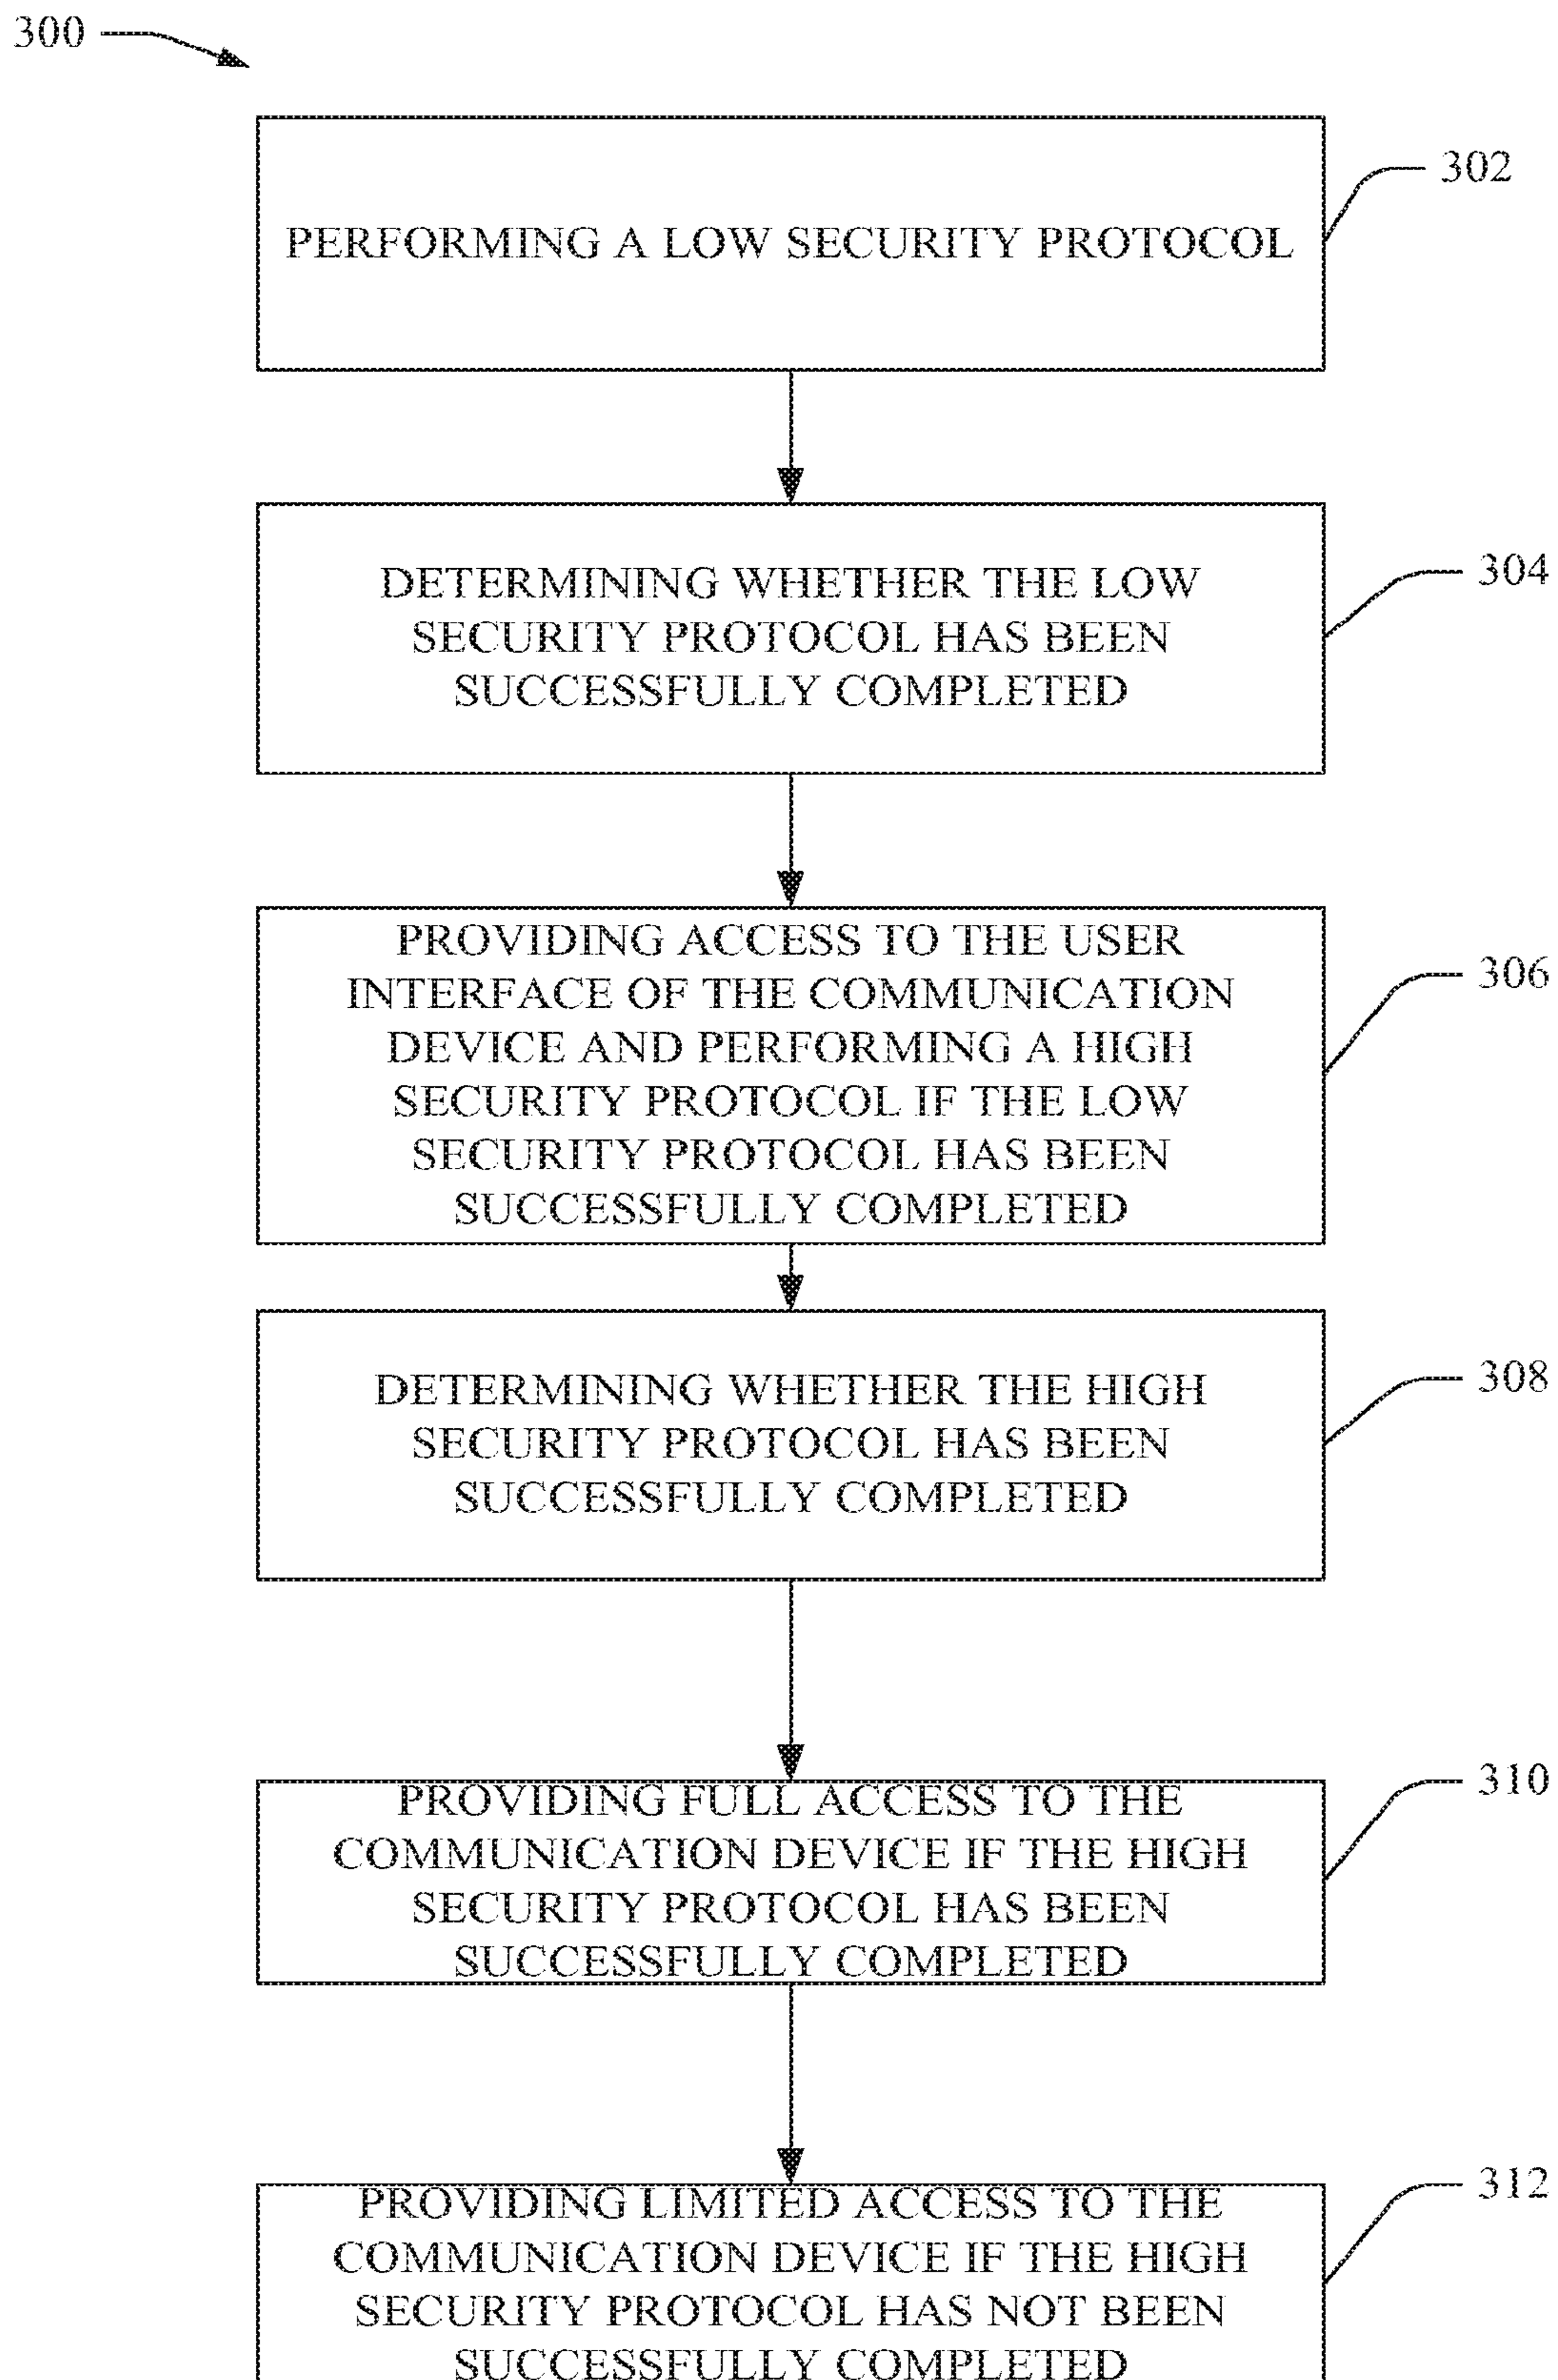 300
PERFORMING A LOW SECURITY PROTOCOL
302
DETERMINING WHETHER THE LOW
SECURITY PROTOCOL HAS BEEN
SUCCESSFULLY COMPLETED
304
PROVIDING ACCESS TO THE USER
INTERFACE OF THE COMMUNICATION
DEVICE AND PERFORMING A HIGH
SECURITY PROTOCOL IF THE LOW
SECURITY PROTOCOL HAS BEEN
SUCCESSFULLY COMPLETED
306
DETERMINING WHETHER THE HIGH
SECURITY PROTOCOL HAS BEEN
SUCCESSFULLY COMPLETED
308
PROVIDING FULL ACCESS TO THE
COMMUNICATION DEVICE IF THE HIGH
SECURITY PROTOCOL HAS BEEN
SUCCESSFULLY COMPLETED
310
PROVIDING LIMITED ACCESS TO THE
COMMUNICATION DEVICE IF THE HIGH
SECURITY PROTOCOL HAS NOT BEEN
SUCCESSFULLY COMPLETED
312